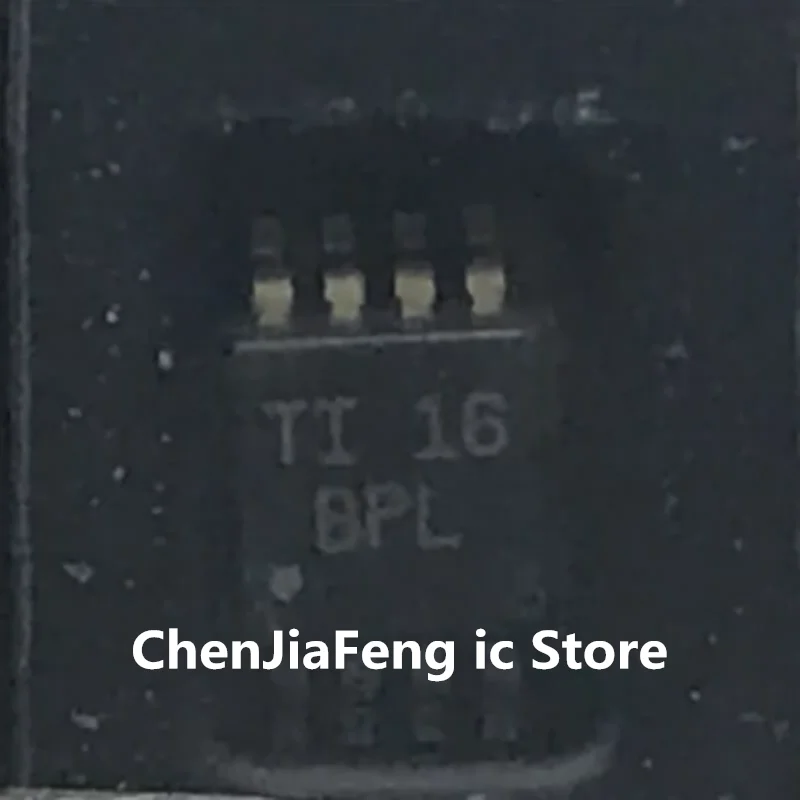 TI 16
BPL
ChenJiaFeng ic Store